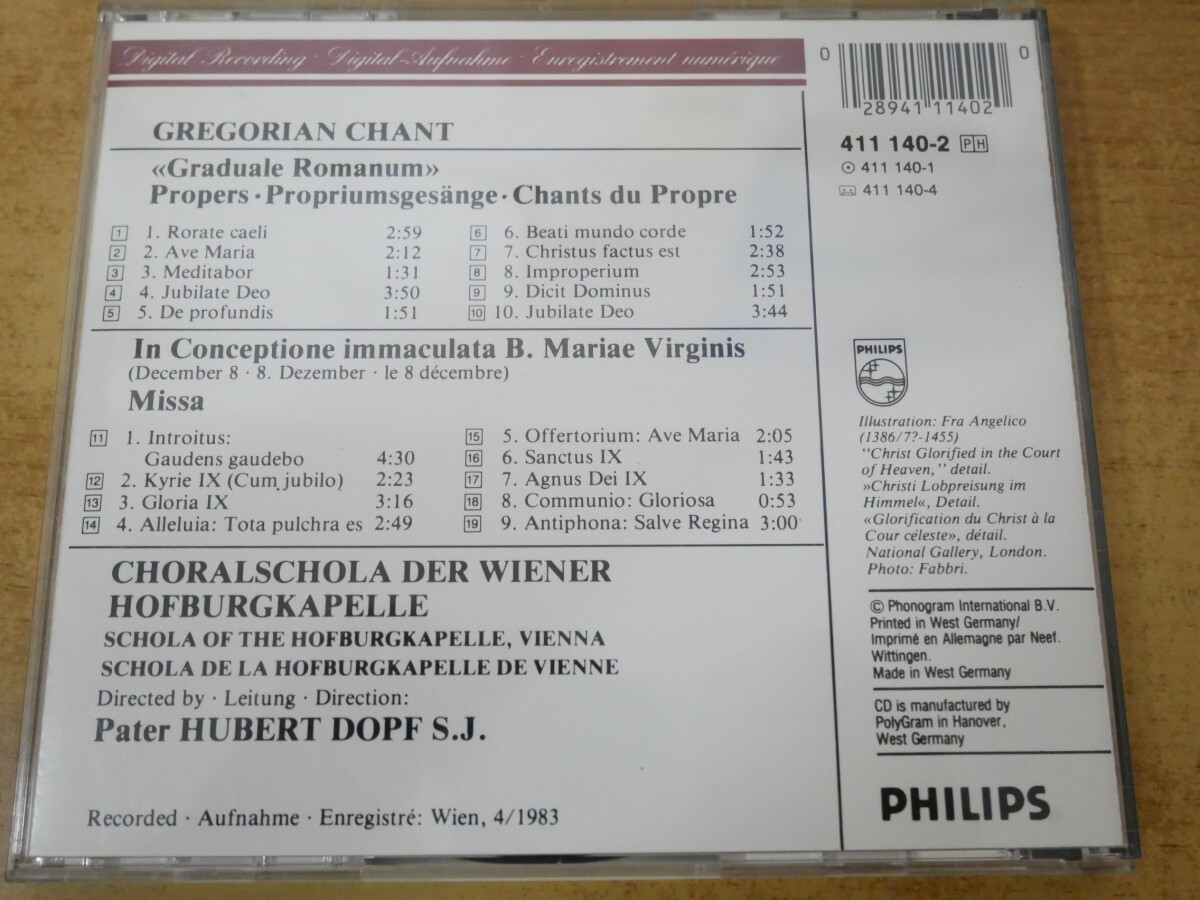 Digital Recording · Digital-Aufnahme · Enregistrement numérique
GREGORIAN CHANT
«Graduale Romanum»
Propers · Propriumsgesänge · Chants du Propre
1 1. Rorate caeli 2:59
2 2. Ave Maria 2:12
3 3. Meditabor 1:31
4 4. Jubilate Deo 3:50
5 5. De profundis 1:51
6 6. Beati mundo corde 1:52
7 7. Christus factus est 2:38
8 8. Improperium 2:53
9 9. Dicit Dominus 1:51
10 10. Jubilate Deo 3:44
In Conceptione immaculata B. Mariae Virginis
(December 8 · 8. Dezember · le 8 décembre)
Missa
11 1. Introitus:
Gaudens gaudebo 4:30
12 2. Kyrie IX (Cum jubilo) 2:23
13 3. Gloria IX 3:16
14 4. Alleluia: Tota pulchra es 2:49
15 5. Offertorium: Ave Maria 2:05
16 6. Sanctus IX 1:43
17 7. Agnus Dei IX 1:33
18 8. Communio: Gloriosa 0:53
19 9. Antiphona: Salve Regina 3:00
CHORALSCHOLA DER WIENER
HOFBURGKAPELLE
SCHOLA OF THE HOFBURGKAPELLE, VIENNA
SCHOLA DE LA HOFBURGKAPELLE DE VIENNE
Directed by · Leitung · Direction:
Pater HUBERT DOPF S.J.
Recorded · Aufnahme · Enregistré: Wien, 4/1983
0 28941 11402 0
411 140-2 PH
411 140-1
411 140-4
PHILIPS
Illustration: Fra Angelico
(1386/7?-1455)
"Christ Glorified in the Court
of Heaven," detail.
»Christi Lobpreisung im
Himmel«, Detail.
«Glorification du Christ à la
Cour céleste», détail.
National Gallery, London.
Photo: Fabbri.
© Phonogram International B.V.
Printed in West Germany/
Imprimé en Allemagne par Neef.
Wittingen.
Made in West Germany
CD is manufactured by
PolyGram in Hanover,
West Germany
PHILIPS